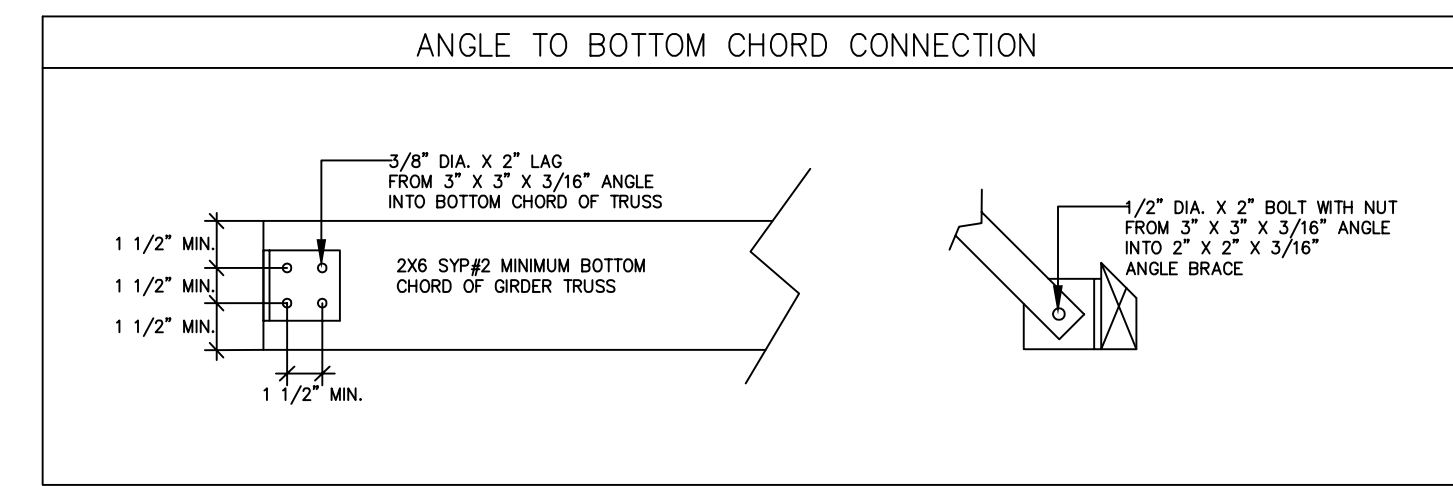 ANGLE TO BOTTOM CHORD CONNECTION
3/8" DIA. X 2" LAG
FROM 3" X 3" X 3/16" ANGLE
INTO BOTTOM CHORD OF TRUSS
1 1/2" MIN.
1 1/2" MIN.
1 1/2" MIN.
2X6 SYP#2 MINIMUM BOTTOM
CHORD OF GIRDER TRUSS
1 1/2" MIN.
1/2" DIA. X 2" BOLT WITH NUT
FROM 3" X 3" X 3/16" ANGLE
INTO 2" X 2" X 3/16"
ANGLE BRACE